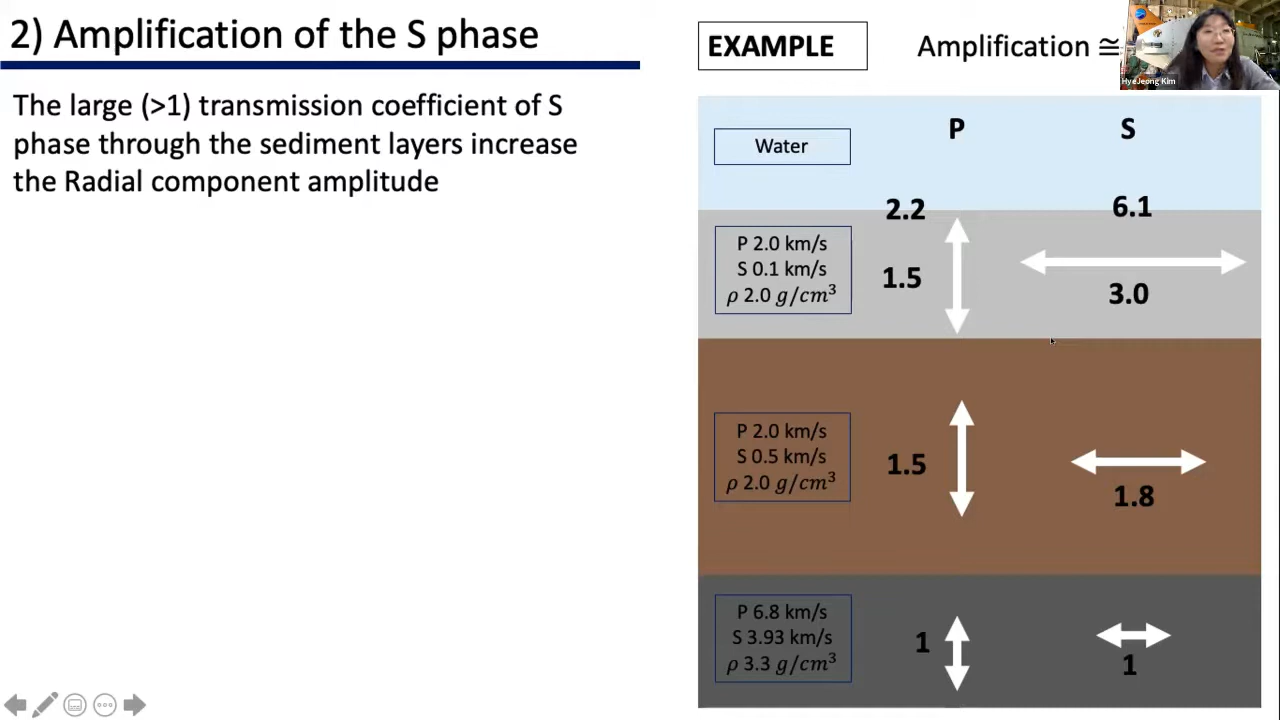 2) Amplification of the S phase
The large (>1) transmission coefficient of S
phase through the sediment layers increase
the Radial component amplitude
EXAMPLE
Amplification ≅
HyeJeong Kim
Water
P
S
2.2
6.1
P 2.0 km/s
S 0.1 km/s
ρ 2.0 g/cm³
1.5
3.0
P 2.0 km/s
S 0.5 km/s
ρ 2.0 g/cm³
1.5
1.8
P 6.8 km/s
S 3.93 km/s
ρ 3.3 g/cm³
1
1